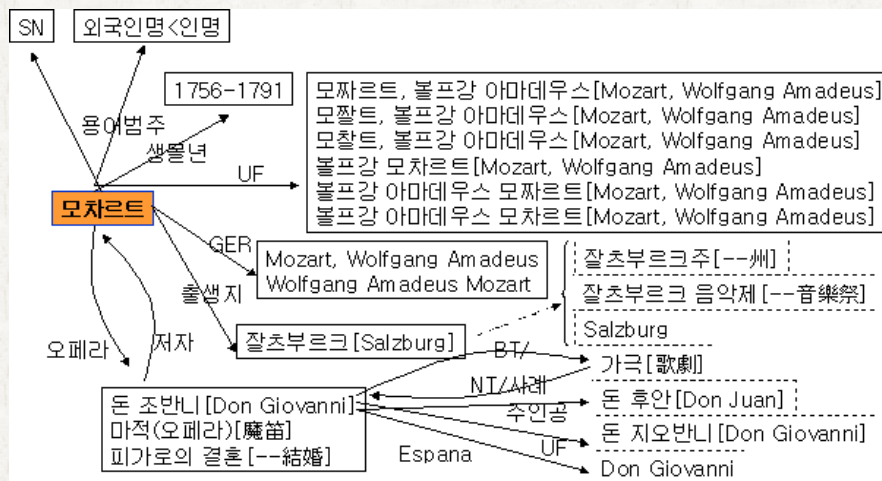 SN
외국인명<인명
1756-1791
모짜르트, 볼프강 아마데우스[Mozart, Wolfgang Amadeus]
모짤트, 볼프강 아마데우스[Mozart, Wolfgang Amadeus]
모찰트, 볼프강 아마데우스[Mozart, Wolfgang Amadeus]
볼프강 모차르트[Mozart, Wolfgang Amadeus]
볼프강 아마데우스 모짜르트[Mozart, Wolfgang Amadeus]
볼프강 아마데우스 모차르트[Mozart, Wolfgang Amadeus]
용어범주
생몰년
UF
모차르트
GER
Mozart, Wolfgang Amadeus
Wolfgang Amadeus Mozart
잘츠부르크주[--州]
잘츠부르크 음악제[--音樂祭]
Salzburg
출생지
잘츠부르크[Salzburg]
오페라
저자
BT/
NT/사례
가극[歌劇]
주인공
돈 후안[Don Juan]
돈 조반니[Don Giovanni]
마적(오페라)[魔笛]
피가로의 결혼[--結婚]
돈 지오반니[Don Giovanni]
UF
Espana
Don Giovanni